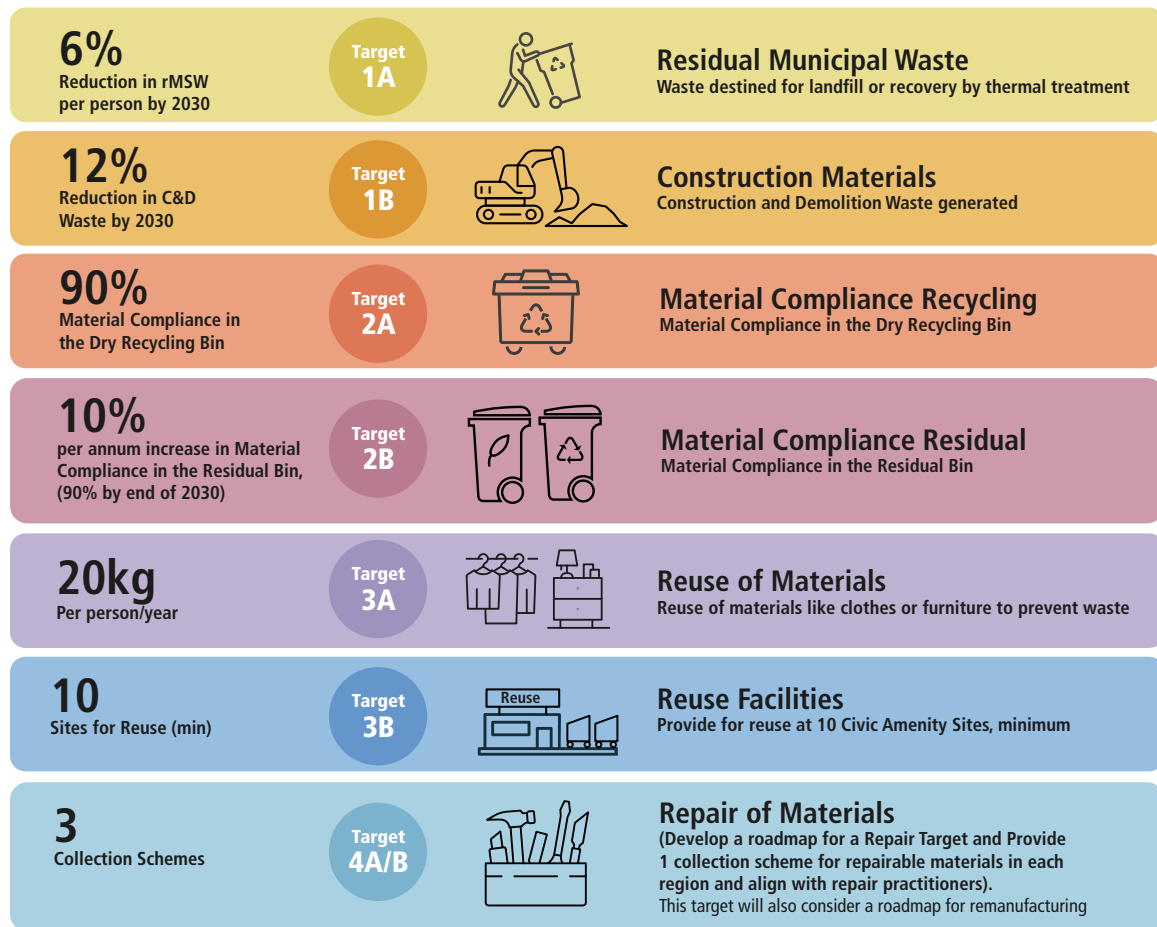 6%
Reduction in rMSW
per person by 2030
Target
1A
Residual Municipal Waste
Waste destined for landfill or recovery by thermal treatment
12%
Reduction in C&D
Waste by 2030
Target
1B
Construction Materials
Construction and Demolition Waste generated
90%
Material Compliance in
the Dry Recycling Bin
Target
2A
Material Compliance Recycling
Material Compliance in the Dry Recycling Bin
10%
per annum increase in Material
Compliance in the Residual Bin,
(90% by end of 2030)
Target
2B
Material Compliance Residual
Material Compliance in the Residual Bin
20kg
Per person/year
Target
3A
Reuse of Materials
Reuse of materials like clothes or furniture to prevent waste
10
Sites for Reuse (min)
Target
3B
Reuse
Reuse Facilities
Provide for reuse at 10 Civic Amenity Sites, minimum
3
Collection Schemes
Target
4A/B
Repair of Materials
(Develop a roadmap for a Repair Target and Provide
1 collection scheme for repairable materials in each
region and align with repair practitioners).
This target will also consider a roadmap for remanufacturing